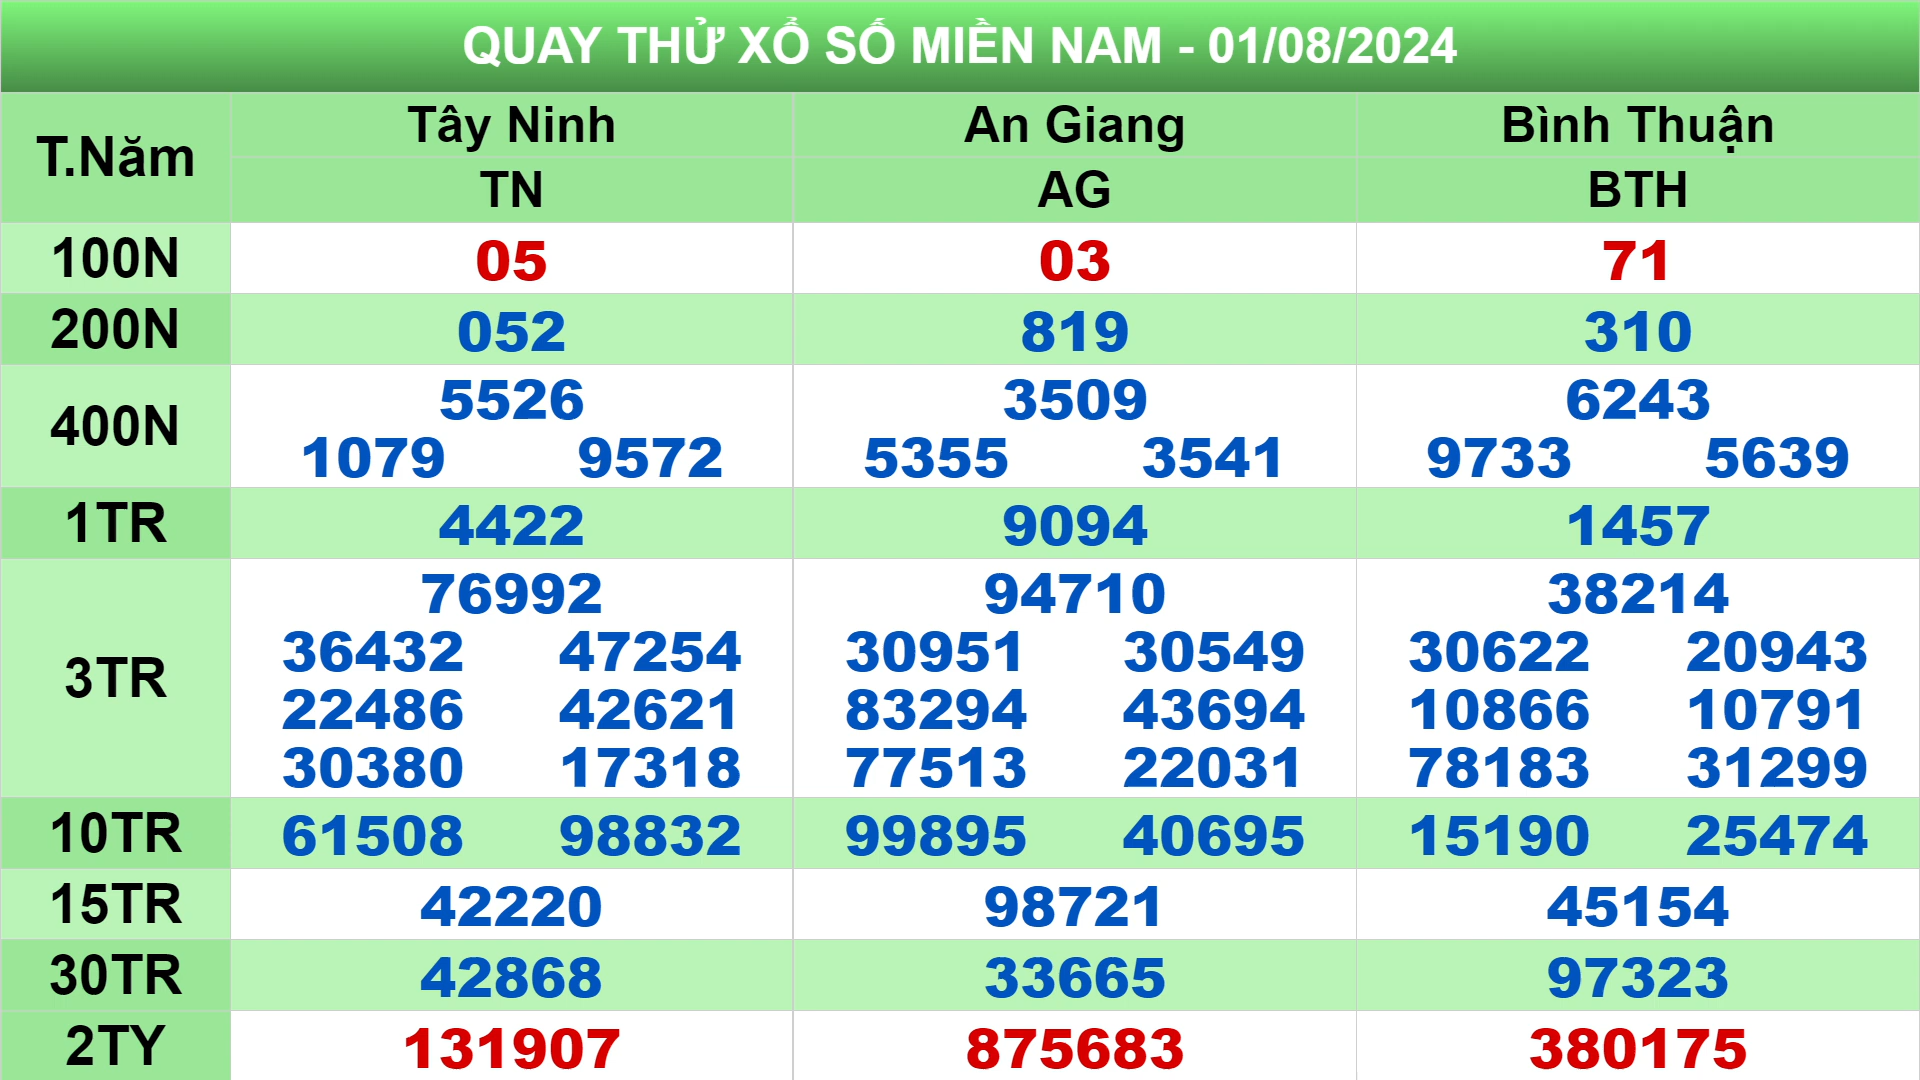 QUAY THỬ XỔ SỐ MIỀN NAM - 01/08/2024
T.Năm Tây Ninh An Giang Bình Thuận
TN AG BTH
100N 05 03 71
200N 052 819 310
400N 5526 3509 6243
1079 9572 5355 3541 9733 5639
1TR 4422 9094 1457
3TR 76992 94710 38214
36432 47254 30951 30549 30622 20943
22486 42621 83294 43694 10866 10791
30380 17318 77513 22031 78183 31299
10TR 61508 98832 99895 40695 15190 25474
15TR 42220 98721 45154
30TR 42868 33665 97323
2TY 131907 875683 380175